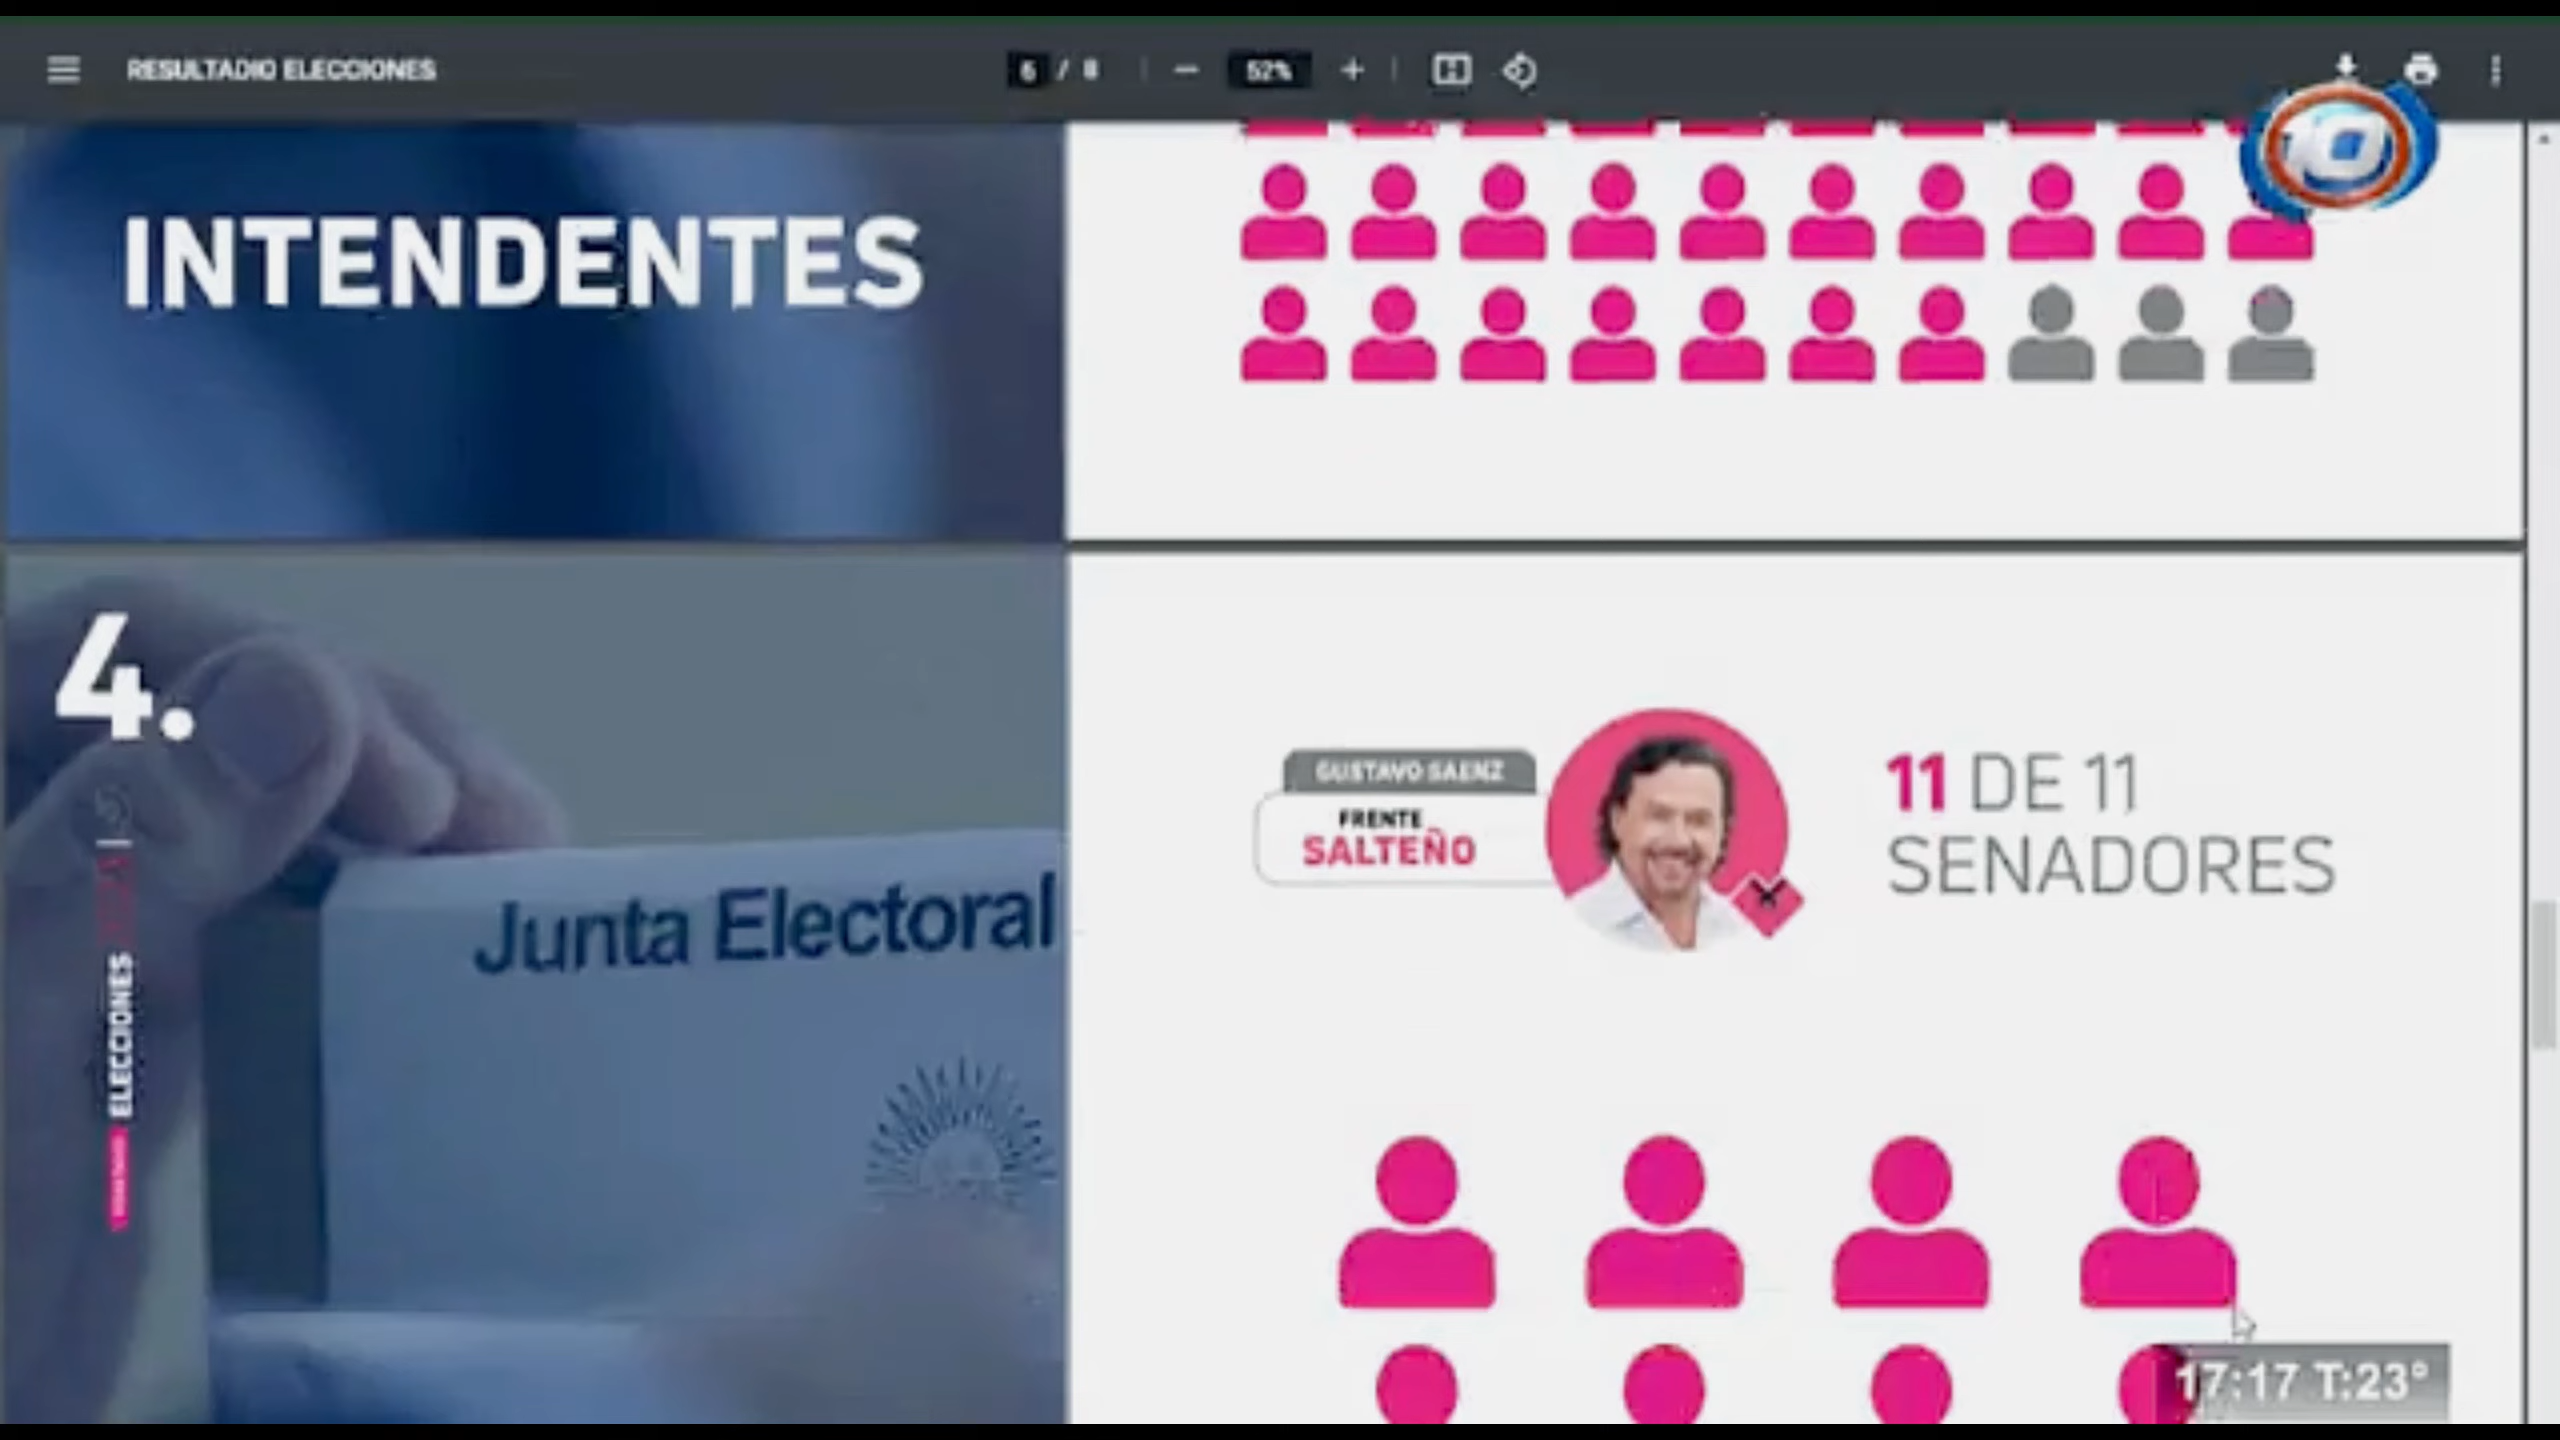 RESULTADIO ELECCIONES
6 / 8
52%
10
INTENDENTES
4.
ELECCIONES
Junta Electoral
GUSTAVO SAENZ
FRENTE
SALTEÑO
11 DE 11
SENADORES
17:17 T:23°